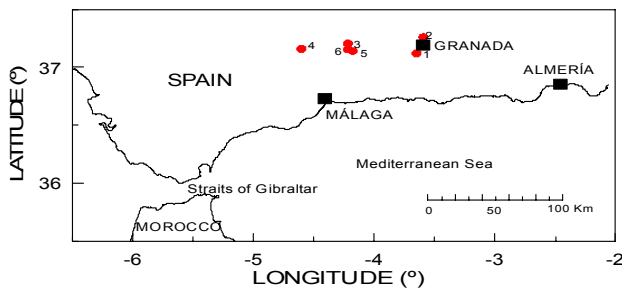 2
4
3
GRANADA
6
5
1
37
SPAIN
ALMERÍA
MÁLAGA
LATITUDE (º)
Mediterranean Sea
36
Straits of Gibraltar
0 50 100 Km
MOROCCO
-6 -5 -4 -3 -2
LONGITUDE (º)